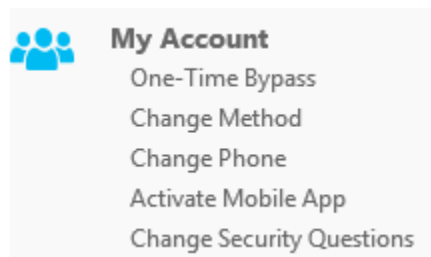 My Account
One-Time Bypass
Change Method
Change Phone
Activate Mobile App
Change Security Questions